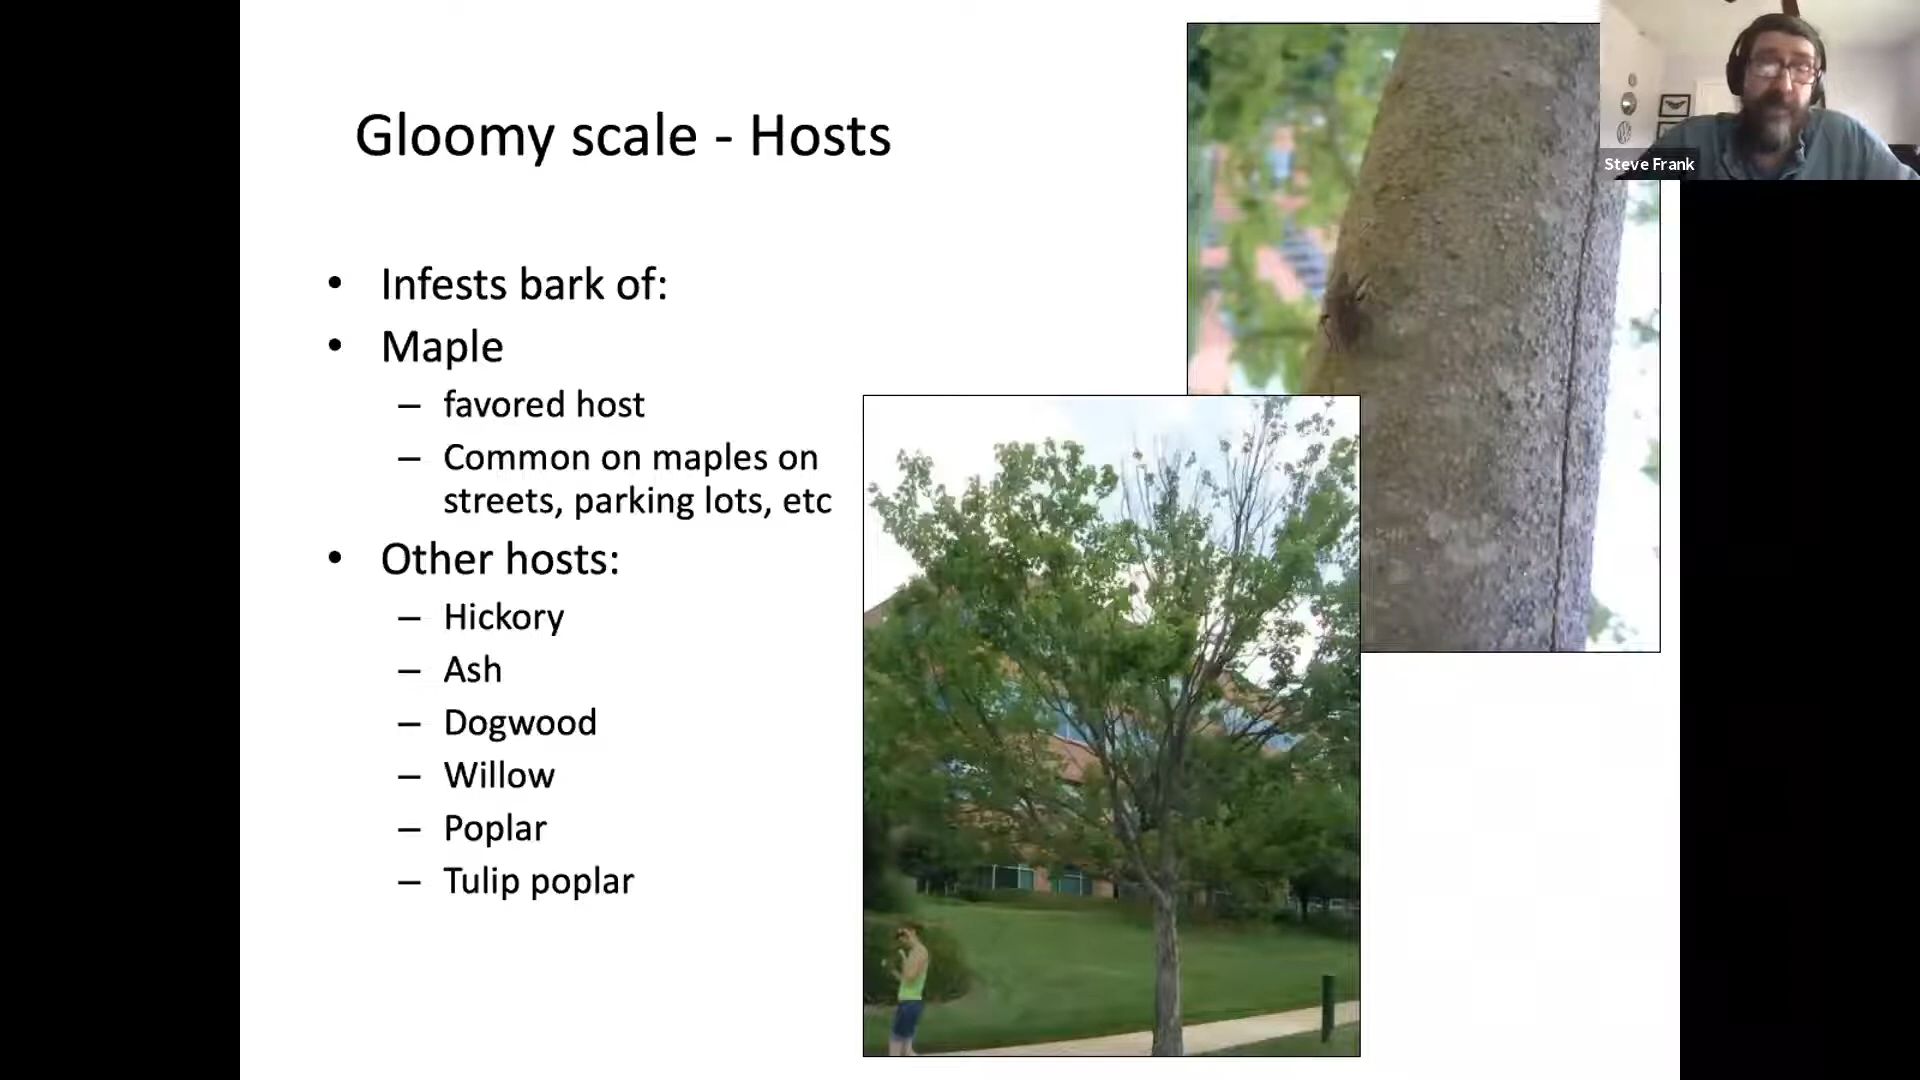 Gloomy scale - Hosts
• Infests bark of:
• Maple
– favored host
– Common on maples on
streets, parking lots, etc
• Other hosts:
– Hickory
– Ash
– Dogwood
– Willow
– Poplar
– Tulip poplar
Steve Frank